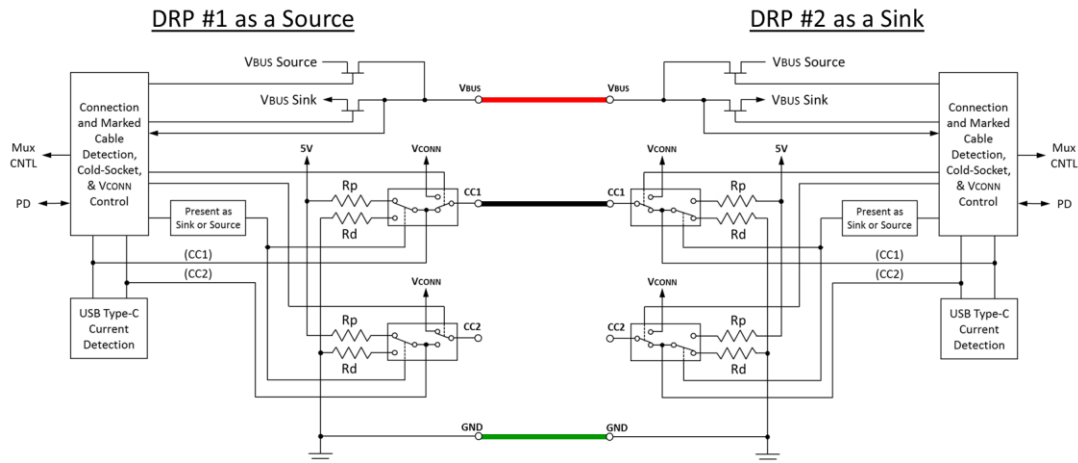 DRP #1 as a Source
DRP #2 as a Sink
VBUS Source
VBUS Sink
Connection
and Marked
Cable
Detection,
Cold-Socket,
& VCONN
Control
Mux
CNTL
PD
Present as
Sink or Source
(CC1)
(CC2)
USB Type-C
Current
Detection
5V
VCONN
Rp
Rd
CC1
VCONN
Rp
Rd
CC2
VBUS
VBUS
GND
GND
VBUS Source
VBUS Sink
Connection
and Marked
Cable
Detection,
Cold-Socket,
& VCONN
Control
Mux
CNTL
PD
VCONN
5V
CC1
Rp
Rd
Present as
Sink or Source
(CC1)
(CC2)
VCONN
CC2
Rp
Rd
USB Type-C
Current
Detection